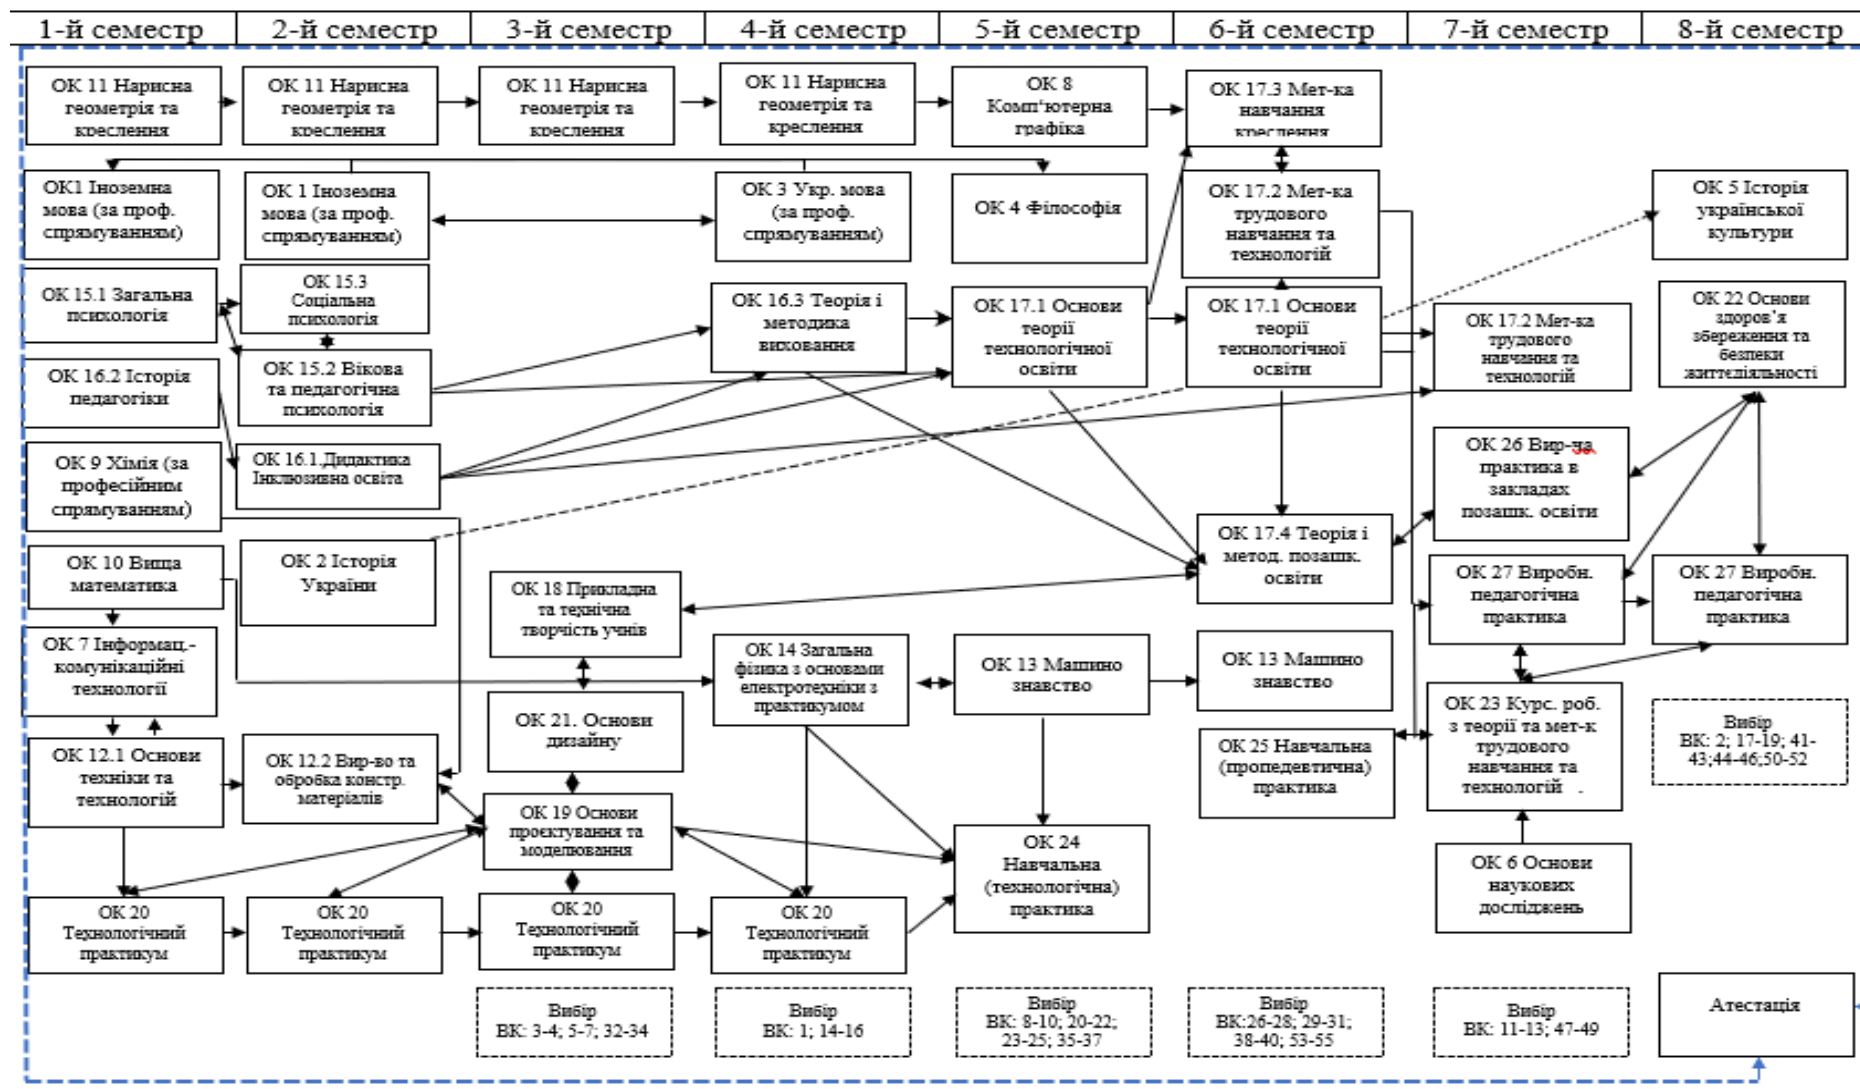 1-й семестр
2-й семестр
3-й семестр
4-й семестр
5-й семестр
6-й семестр
7-й семестр
8-й семестр
ОК 11 Нарисна
геометрія та
креслення
ОК 11 Нарисна
геометрія та
креслення
ОК 11 Нарисна
геометрія та
креслення
ОК 11 Нарисна
геометрія та
креслення
ОК 8
Комп‘ютерна
графіка
ОК 17.3 Мет-ка
навчання
креслення
ОК1 Іноземна
мова (за проф.
спрямуванням)
ОК 1 Іноземна
мова (за проф.
спрямуванням)
ОК 3 Укр. мова
(за проф.
спрямуванням)
ОК 4 Філософія
ОК 17.2 Мет-ка
трудового
навчання та
технологій
ОК 5 Історія
української
культури
ОК 15.1 Загальна
психологія
ОК 15.3
Соціальна
психологія
ОК 16.3 Теорія і
методика
виховання
ОК 17.1 Основи
теорії
технологічної
освіти
ОК 17.1 Основи
теорії
технологічної
освіти
ОК 17.2 Мет-ка
трудового
навчання та
технологій
ОК 22 Основи
здоров’я
збереження та
безпеки
життєдіяльності
ОК 16.2 Історія
педагогіки
ОК 15.2 Вікова
та педагогічна
психологія
ОК 9 Хімія (за
професійним
спрямуванням)
ОК 16.1.Дидактика
Інклюзивна освіта
ОК 26 Вир-ча
практика в
закладах
позашк. освіти
ОК 10 Вища
математика
ОК 2 Історія
України
ОК 18 Прикладна
та технічна
творчість учнів
ОК 17.4 Теорія і
метод. позашк.
освіти
ОК 27 Виробн.
педагогічна
практика
ОК 27 Виробн.
педагогічна
практика
ОК 7 Інформац.-
комунікаційні
технології
ОК 14 Загальна
фізика з основами
електротехніки з
практикумом
ОК 13 Машино
знавство
ОК 13 Машино
знавство
ОК 12.1 Основи
техніки та
технологій
ОК 12.2 Вир-во та
обробка констр.
матеріалів
ОК 21. Основи
дизайну
ОК 25 Навчальна
(пропедевтична)
практика
ОК 23 Курс. роб.
з теорії та мет-к
трудового
навчання та
технологій .
Вибір
ВК: 2; 17-19; 41-
43;44-46;50-52
ОК 19 Основи
проєктування та
моделювання
ОК 24
Навчальна
(технологічна)
практика
ОК 6 Основи
наукових
досліджень
ОК 20
Технологічний
практикум
ОК 20
Технологічний
практикум
ОК 20
Технологічний
практикум
ОК 20
Технологічний
практикум
Вибір
ВК: 3-4; 5-7; 32-34
Вибір
ВК: 1; 14-16
Вибір
ВК: 8-10; 20-22;
23-25; 35-37
Вибір
ВК:26-28; 29-31;
38-40; 53-55
Вибір
ВК: 11-13; 47-49
Атестація